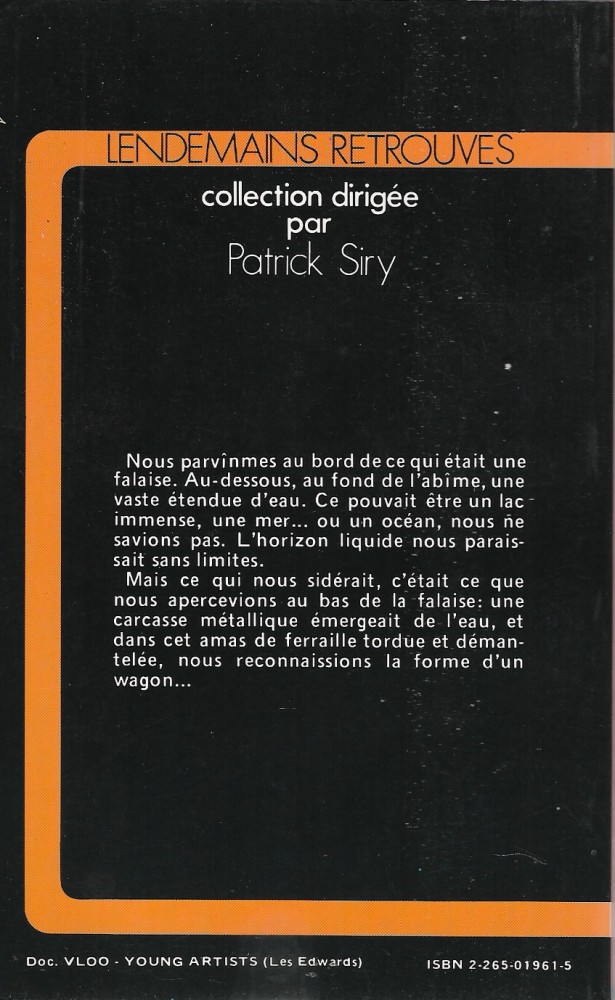 LENDEMAINS RETROUVES
collection dirigée
par
Patrick Siry
Nous parvînmes au bord de ce qui était une
falaise. Au-dessous, au fond de l'abîme, une
vaste étendue d'eau. Ce pouvait être un lac
immense, une mer... ou un océan, nous ne
savions pas. L'horizon liquide nous parais-
sait sans limites.
Mais ce qui nous sidérait, c'était ce que
nous apercevions au bas de la falaise: une
carcasse métallique émergeait de l'eau, et
dans cet amas de ferraille tordue et déman-
telée, nous reconnaissions la forme d'un
wagon...
Doc. VLOO - YOUNG ARTISTS (Les Edwards)
ISBN 2-265-01961-5